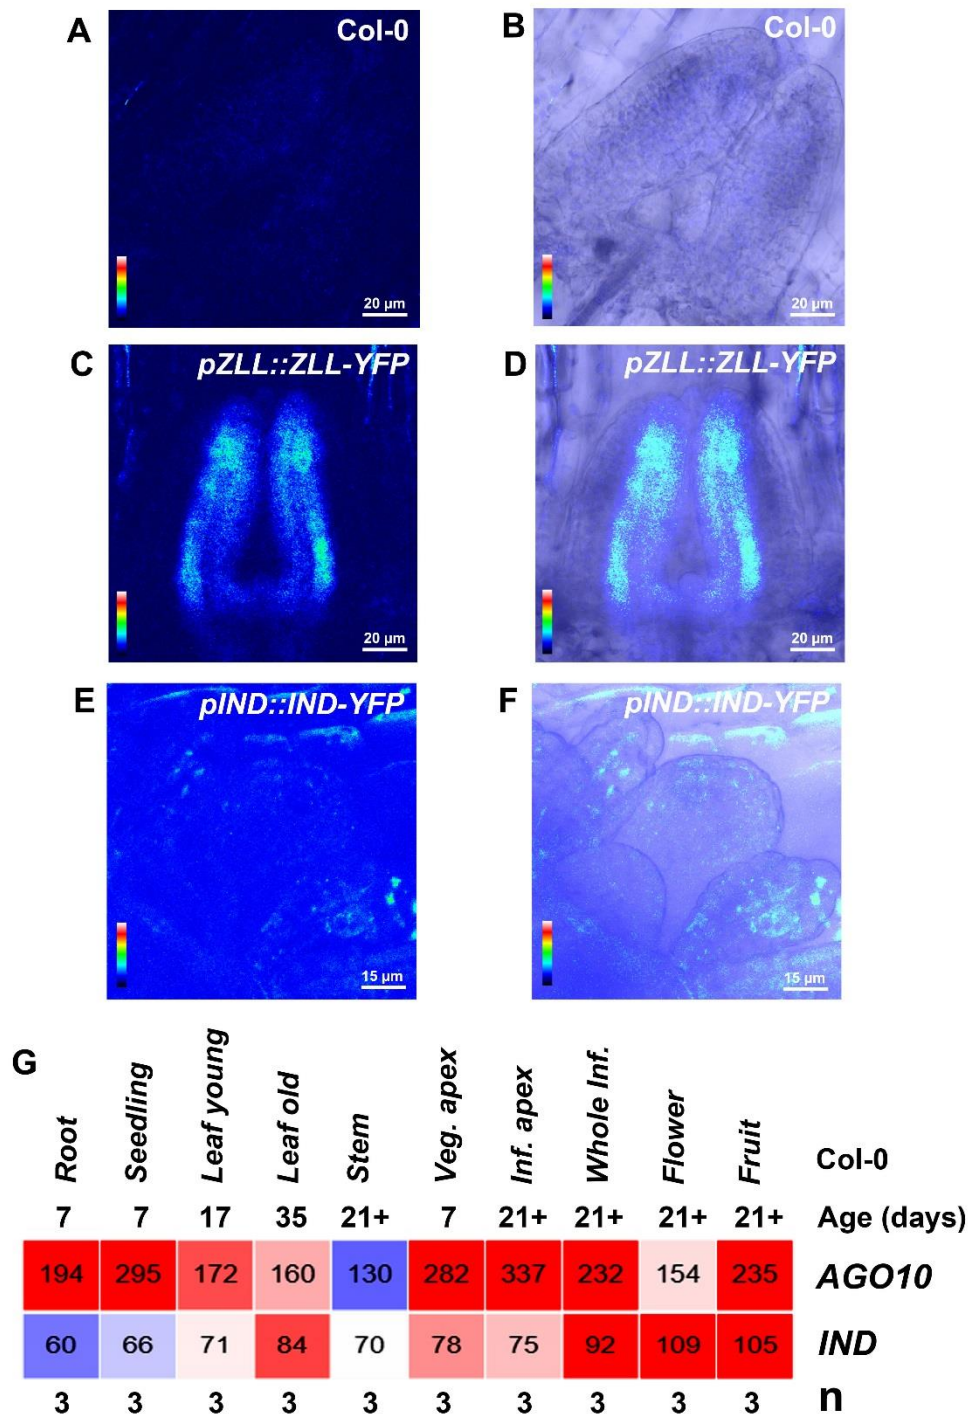 A
Col-0
20 µm
B
Col-0
20 µm
C
pZLL::ZLL-YFP
20 µm
D
pZLL::ZLL-YFP
20 µm
E
pIND::IND-YFP
15 µm
F
pIND::IND-YFP
15 µm
G
Root Seedling Leaf young Leaf old Stem Veg. apex Inf. apex Whole Inf. Flower Fruit Col-0
7 7 17 35 21+ 7 21+ 21+ 21+ 21+ Age (days)
194 295 172 160 130 282 337 232 154 235 AGO10
60 66 71 84 70 78 75 92 109 105 IND
3 3 3 3 3 3 3 3 3 3 n